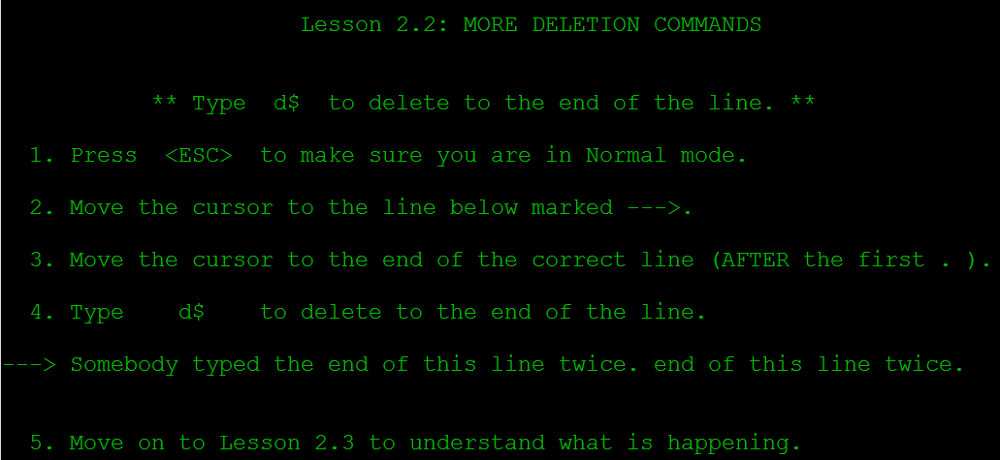 Lesson 2.2: MORE DELETION COMMANDS
** Type  d$  to delete to the end of the line. **
1. Press  <ESC>  to make sure you are in Normal mode.
2. Move the cursor to the line below marked --->.
3. Move the cursor to the end of the correct line (AFTER the first . ).
4. Type    d$    to delete to the end of the line.
---> Somebody typed the end of this line twice. end of this line twice.
5. Move on to Lesson 2.3 to understand what is happening.